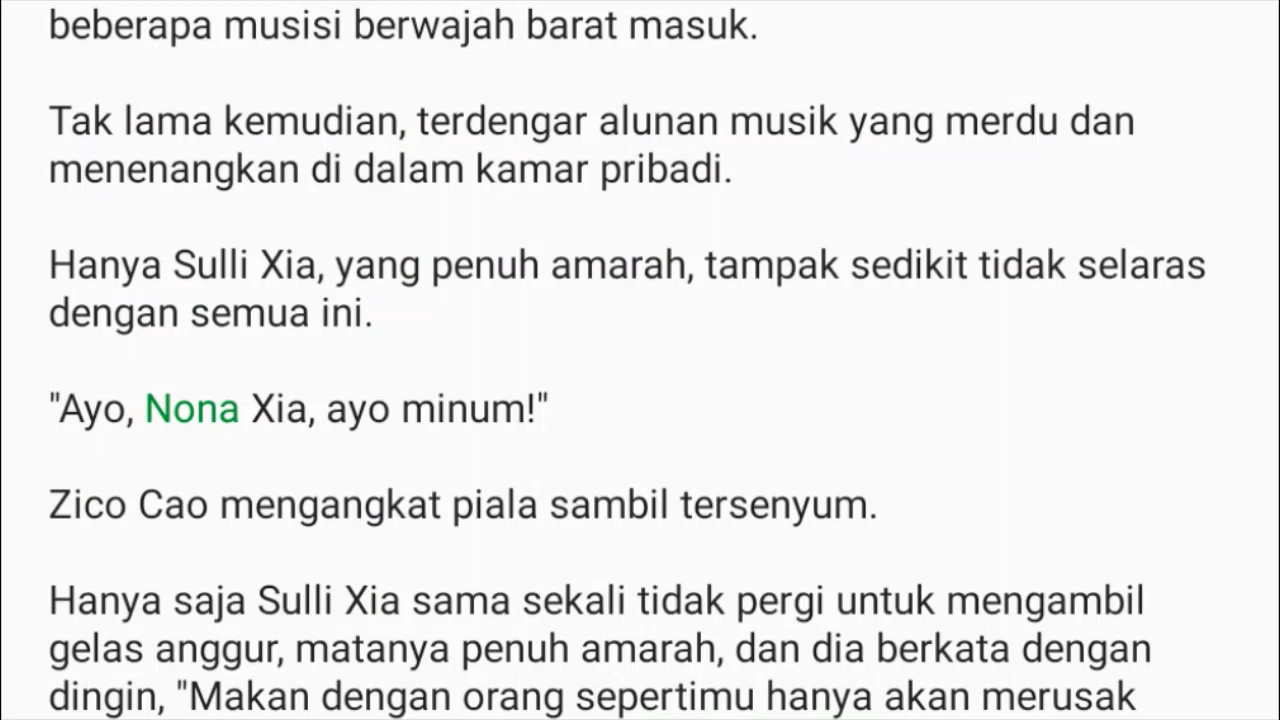 beberapa musisi berwajah barat masuk.
Tak lama kemudian, terdengar alunan musik yang merdu dan
menenangkan di dalam kamar pribadi.
Hanya Sulli Xia, yang penuh amarah, tampak sedikit tidak selaras
dengan semua ini.
"Ayo, Nona Xia, ayo minum!"
Zico Cao mengangkat piala sambil tersenyum.
Hanya saja Sulli Xia sama sekali tidak pergi untuk mengambil
gelas anggur, matanya penuh amarah, dan dia berkata dengan
dingin, "Makan dengan orang sepertimu hanya akan merusak